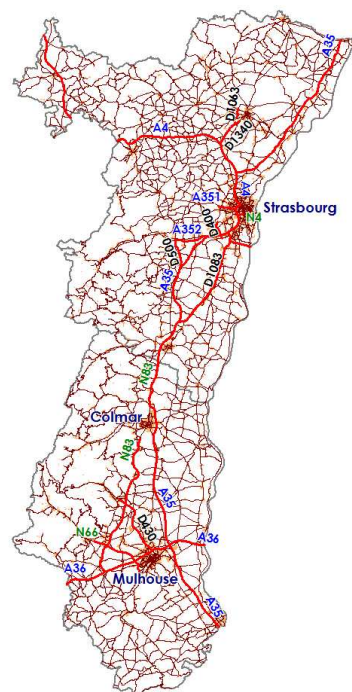 A35
D1063
D1340
A4
A351
A4
Strasbourg
N4
D400
A352
D500
A35
D1083
N83
Colmar
N83
A35
D430
N66
A36
A36
Mulhouse
A35